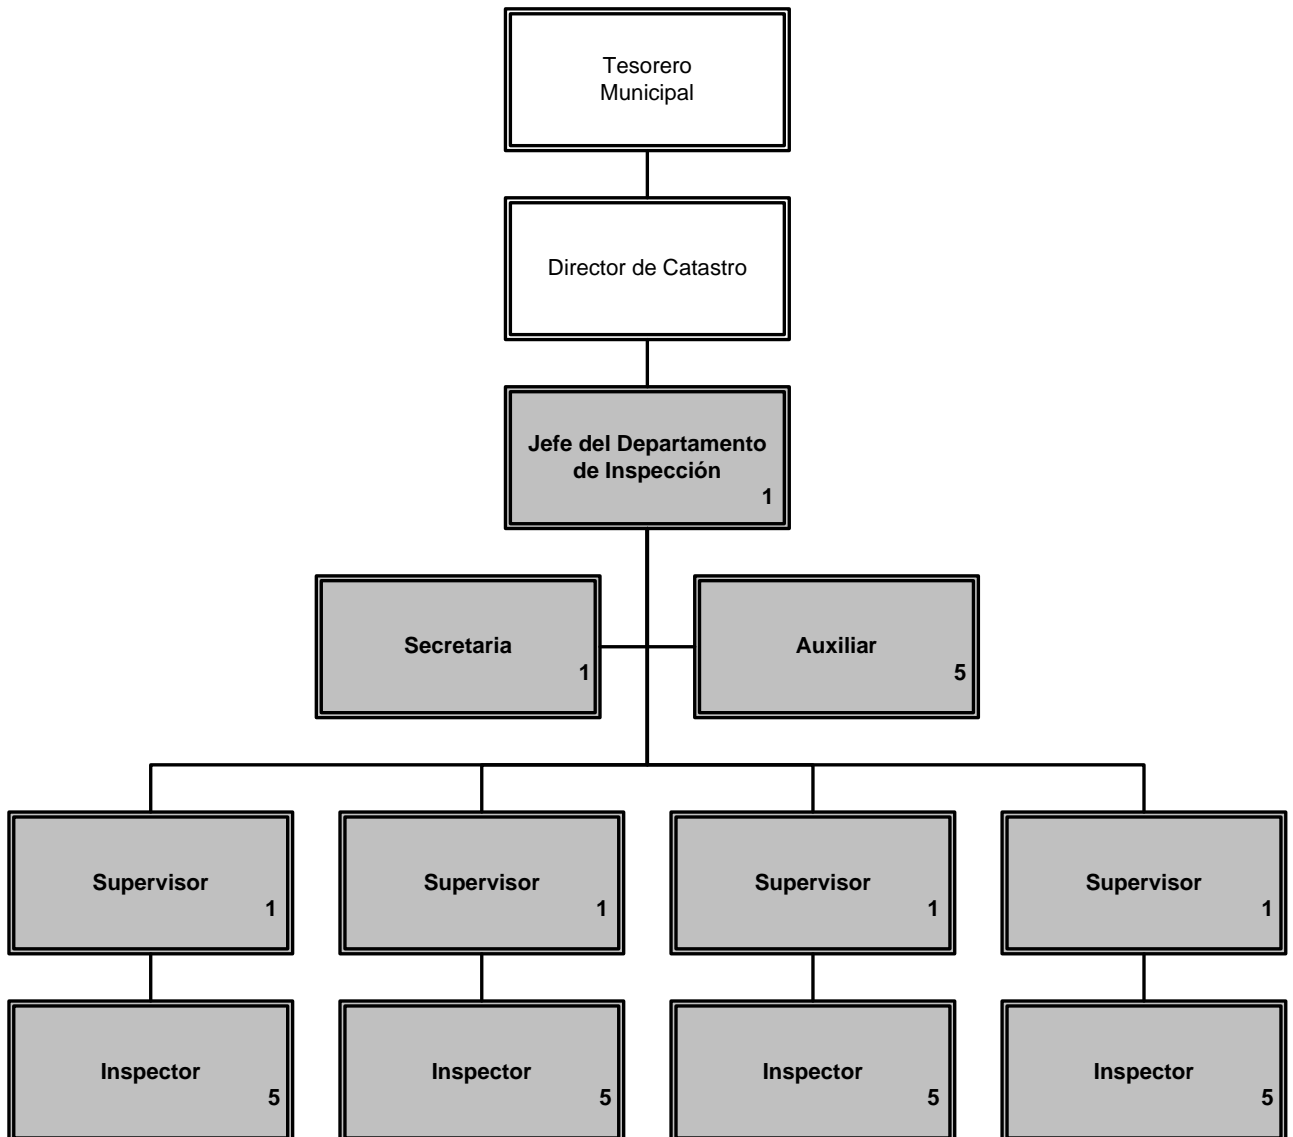 Tesorero
Municipal
Director de Catastro
Jefe del Departamento
de Inspección
1
Secretaria
1
Auxiliar
5
Supervisor
1
Supervisor
1
Supervisor
1
Supervisor
1
Inspector
5
Inspector
5
Inspector
5
Inspector
5